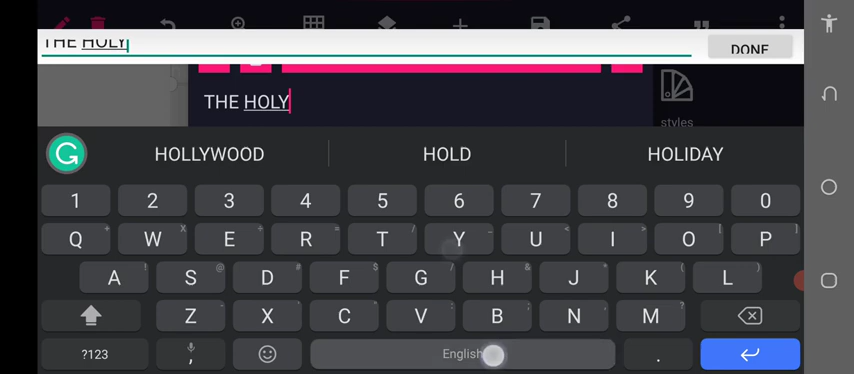 THE HOLY
DONE
THE HOLY
styles
HOLLYWOOD HOLD HOLIDAY
1 2 3 4 5 6 7 8 9 0
Q + W X E ÷ R = T / Y _ U < I > O [ P ]
A ! S @ D # F $ G / H & J * K ( L )
Z - X ' C " V : B ; N , M ?
?123 , English .